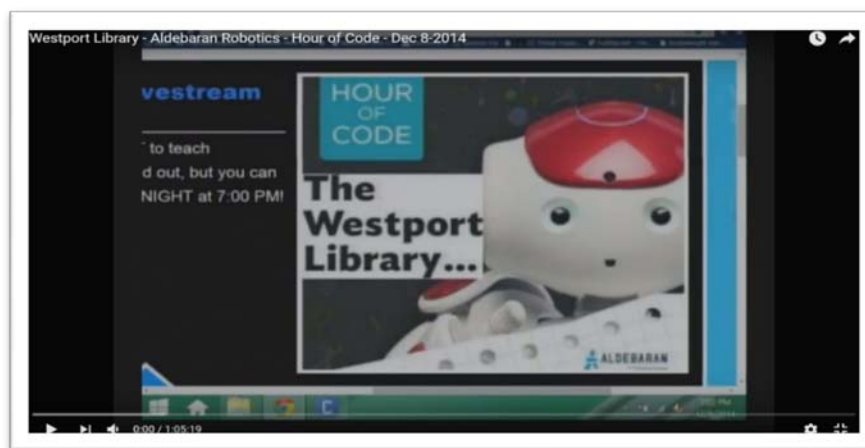 Westport Library - Aldebaran Robotics - Hour of Code - Dec 8-2014
vestream
to teach
d out, but you can
NIGHT at 7:00 PM!
HOUR
OF
CODE
The
Westport
Library...
ALDEBARAN
0:00 / 1:05:19